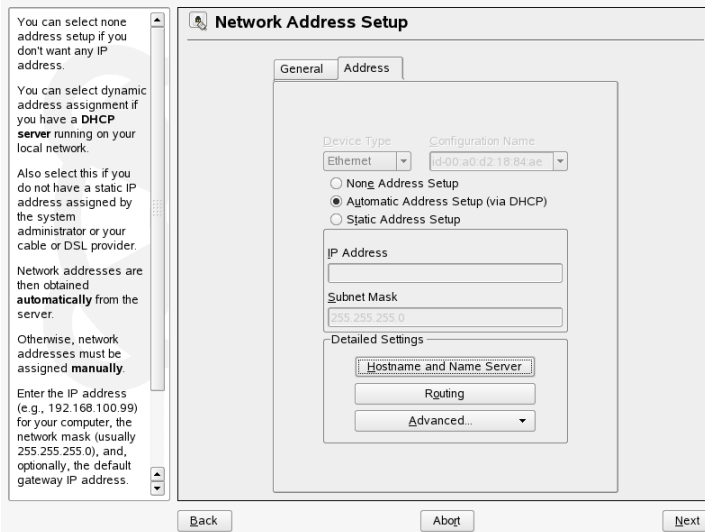 You can select none
address setup if you
don't want any IP
address.
You can select dynamic
address assignment if
you have a DHCP
server running on your
local network.
Also select this if you
do not have a static IP
address assigned by
the system
administrator or your
cable or DSL provider.
Network addresses are
then obtained
automatically from the
server.
Otherwise, network
addresses must be
assigned manually.
Enter the IP address
(e.g., 192.168.100.99)
for your computer, the
network mask (usually
255.255.255.0), and,
optionally, the default
gateway IP address.
Network Address Setup
General Address
Device Type Configuration Name
Ethernet id-00:a0:d2:18:84:ae
None Address Setup
Automatic Address Setup (via DHCP)
Static Address Setup
IP Address
Subnet Mask
255.255.255.0
Detailed Settings
Hostname and Name Server
Routing
Advanced...
Back Abort Next